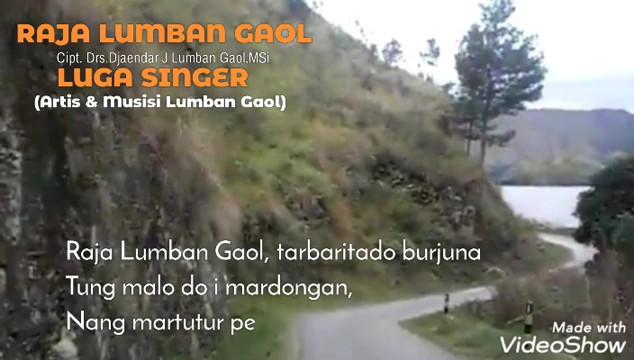 RAJA LUMBAN GAOL
Cipt. Drs.Djaendar J Lumban Gaol,MSi
LUGA SINGER
(Artis & Musisi Lumban Gaol)
Raja Lumban Gaol, tarbaritado burjuna
Tung malo do i mardongan,
Nang martutur pe
Made with
VideoShow